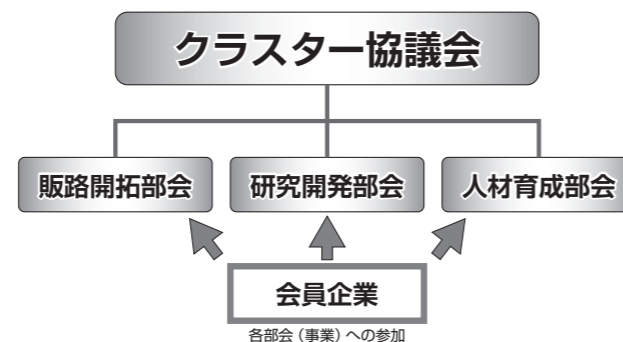 クラスター協議会
販路開拓部会
研究開発部会
人材育成部会
会員企業
各部会（事業）への参加